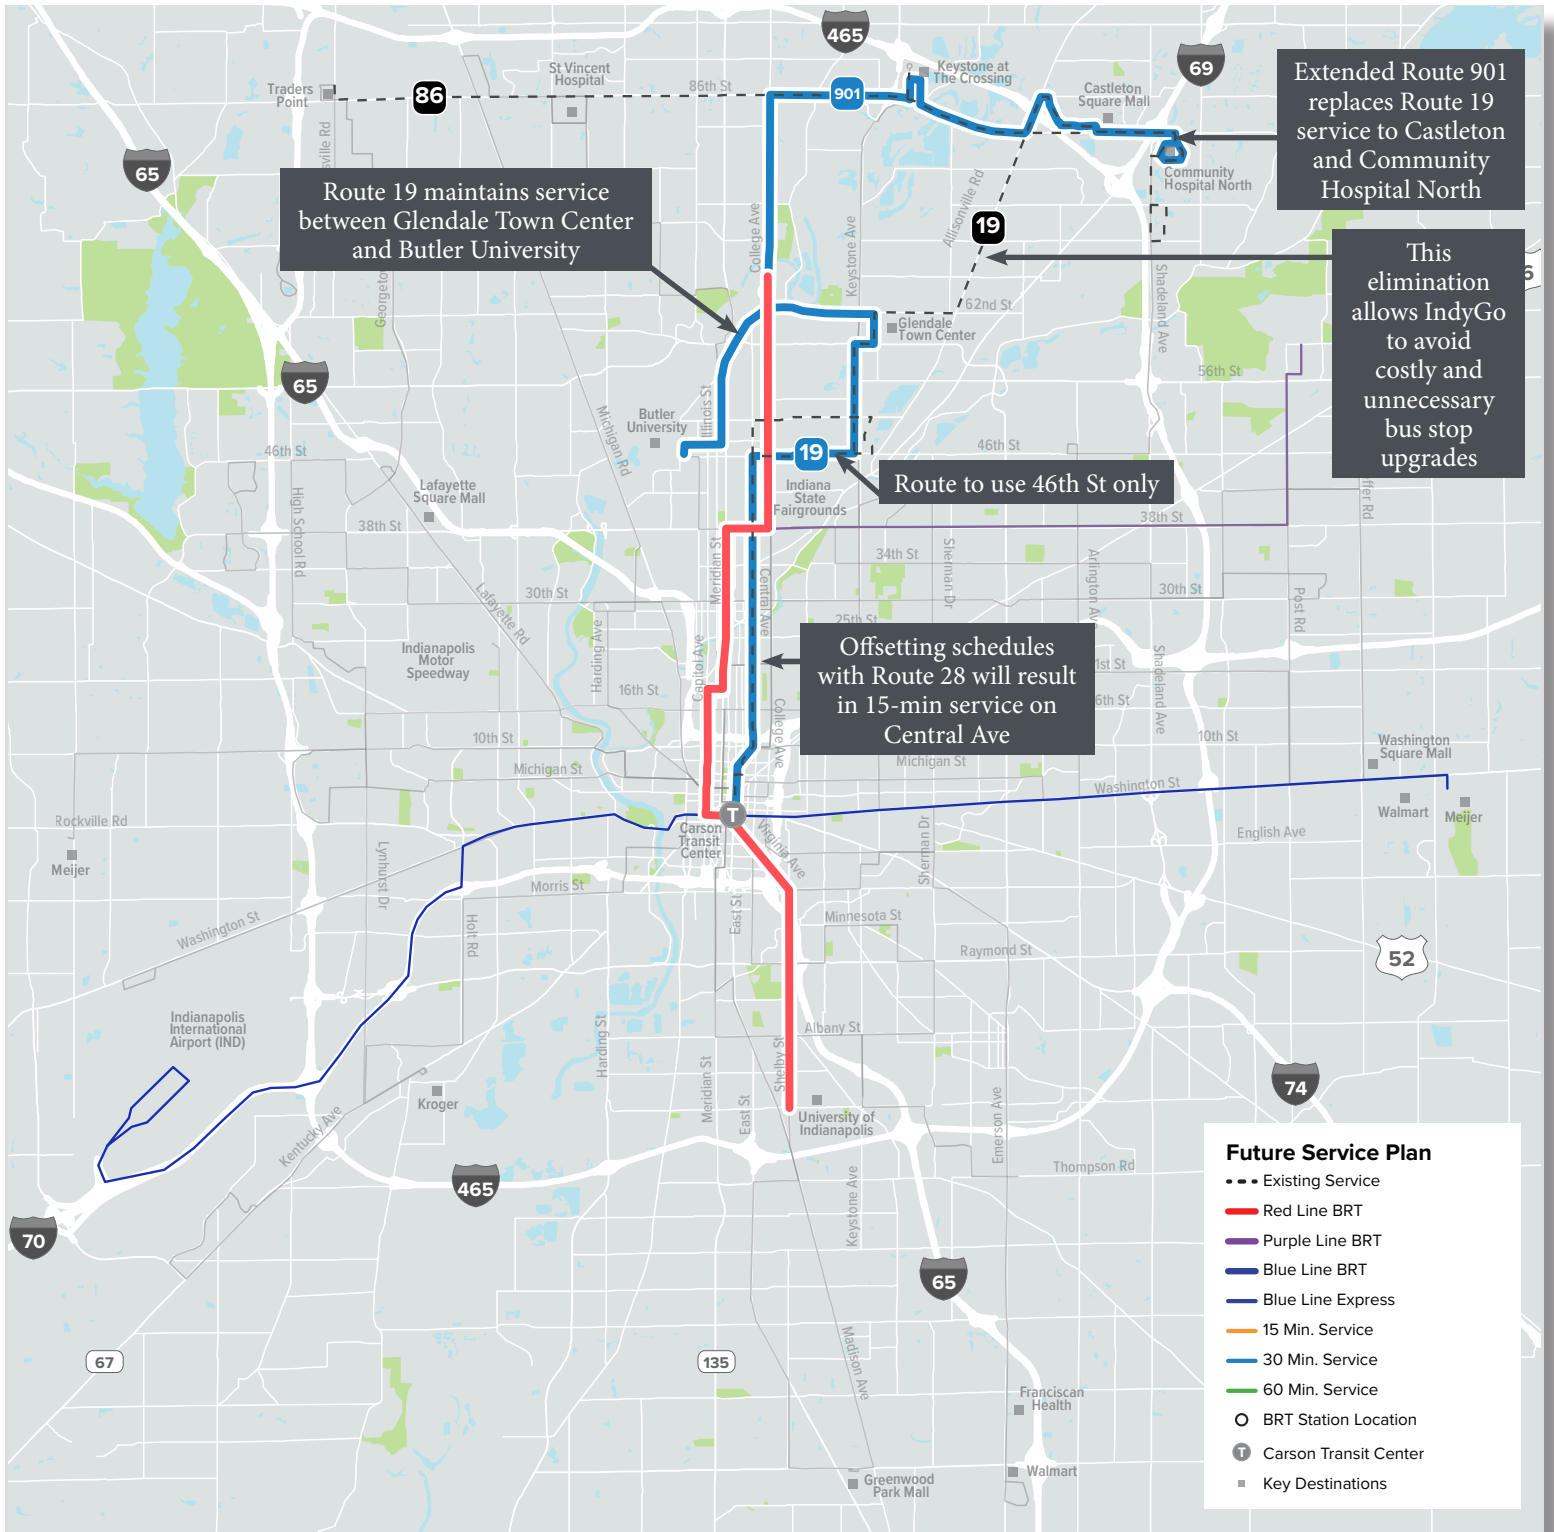 465
69
Keystone at
The Crossing
St Vincent
Hospital
Traders
Point
86
86th St
901
Castleton
Square Mall
Extended Route 901
replaces Route 19
service to Castleton
and Community
Hospital North
65
sville Rd
Route 19 maintains service
between Glendale Town Center
and Butler University
Community
Hospital North
Allisonville Rd
College Ave
Keystone Ave
19
This
elimination
allows IndyGo
to avoid
costly and
unnecessary
bus stop
upgrades
6
Georgeto
Shadeland Ave
62nd St
Glendale
Town Center
65
56th St
Illinois St
Butler
University
Michigan Rd
46th St
19
46th St
Route to use 46th St only
Lafayette
Square Mall
High School Rd
Indiana
State
Fairgrounds
38th St
38th St
ffer Rd
Meridian St
34th St
Sherman Dr
Arlington Av
30th St
30th St
Lafayette Rd
Central Ave
Post Rd
25th St
Harding Ave
Capitol Ave
Offsetting schedules
with Route 28 will result
in 15-min service on
Central Ave
Indianapolis
Motor
Speedway
1st St
Shadeland Ave
16th St
6th St
College Ave
10th St
10th St
Washington
Square Mall
Michigan St
Michigan St
Washington St
T
Walmart
Meijer
Rockville Rd
Carson
Transit
Center
Virginia Ave
Sherman Dr
English Ave
Meijer
Lynhurst Dr
Morris St
East St
Minnesota St
Washington St
Holt Rd
Raymond St
52
Indianapolis
International
Airport (IND)
Harding St
Albany St
Shelby St
Meridian St
74
Kroger
East St
University of
Indianapolis
Emerson Ave
Kentucky Ave
Thompson Rd
465
Keystone Ave
70
65
67
135
Madison Ave
Franciscan
Health
Walmart
Greenwood
Park Mall
Future Service Plan
Existing Service
Red Line BRT
Purple Line BRT
Blue Line BRT
Blue Line Express
15 Min. Service
30 Min. Service
60 Min. Service
BRT Station Location
T Carson Transit Center
Key Destinations